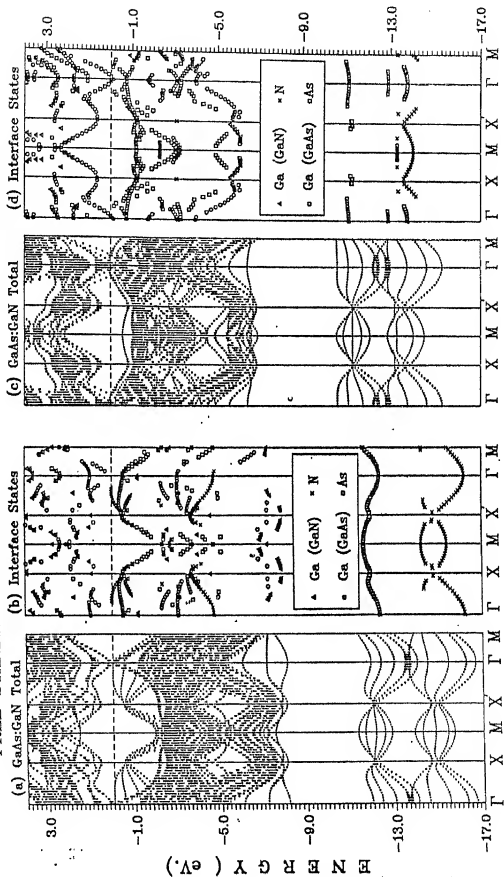 (a) GaAs:GaN Total
(b) Interface States
(c) GaAs:GaN Total
(d) Interface States
ENERGY (eV.)
3.0
-1.0
-5.0
-9.0
-13.0
-17.0
▲ Ga (GaN) × N
Ga (GaAs) As
▲ Ga (GaN) × N
Ga (GaAs) As
3.0
-1.0
-5.0
-9.0
-13.0
-17.0
Γ X M X Γ M
Γ X M X Γ M
Γ X M X Γ M
Γ X M X Γ M